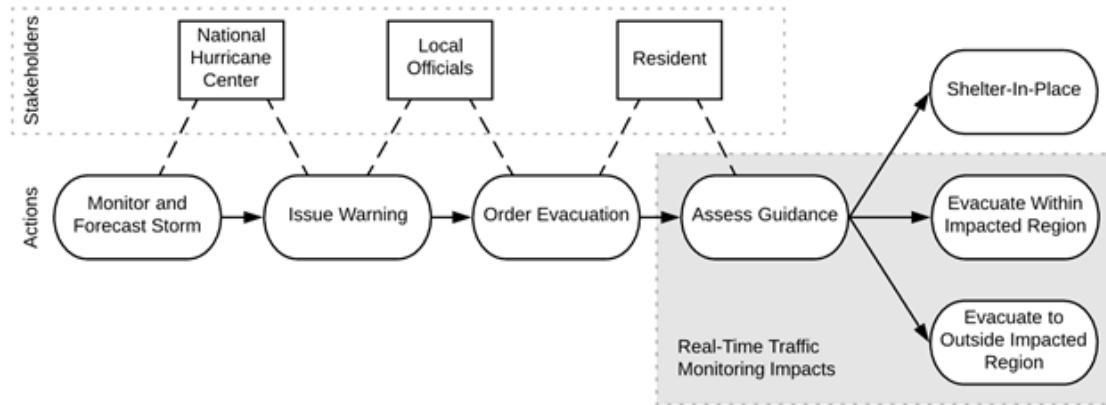 Stakeholders
National
Hurricane
Center
Local
Officials
Resident
Shelter-In-Place
Actions
Monitor and
Forecast Storm
Issue Warning
Order Evacuation
Assess Guidance
Evacuate Within
Impacted Region
Evacuate to
Outside Impacted
Region
Real-Time Traffic
Monitoring Impacts